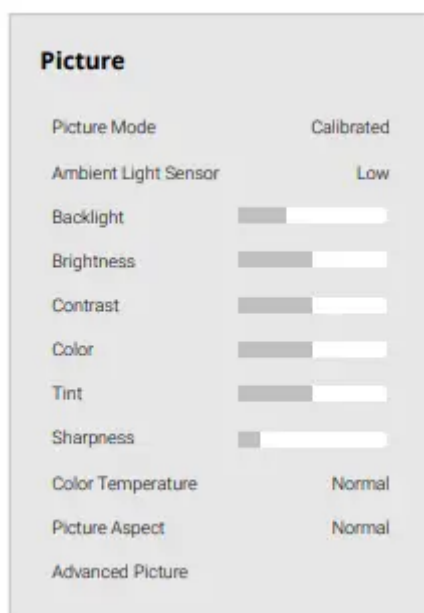 Picture
Picture Mode Calibrated
Ambient Light Sensor Low
Backlight
Brightness
Contrast
Color
Tint
Sharpness
Color Temperature Normal
Picture Aspect Normal
Advanced Picture